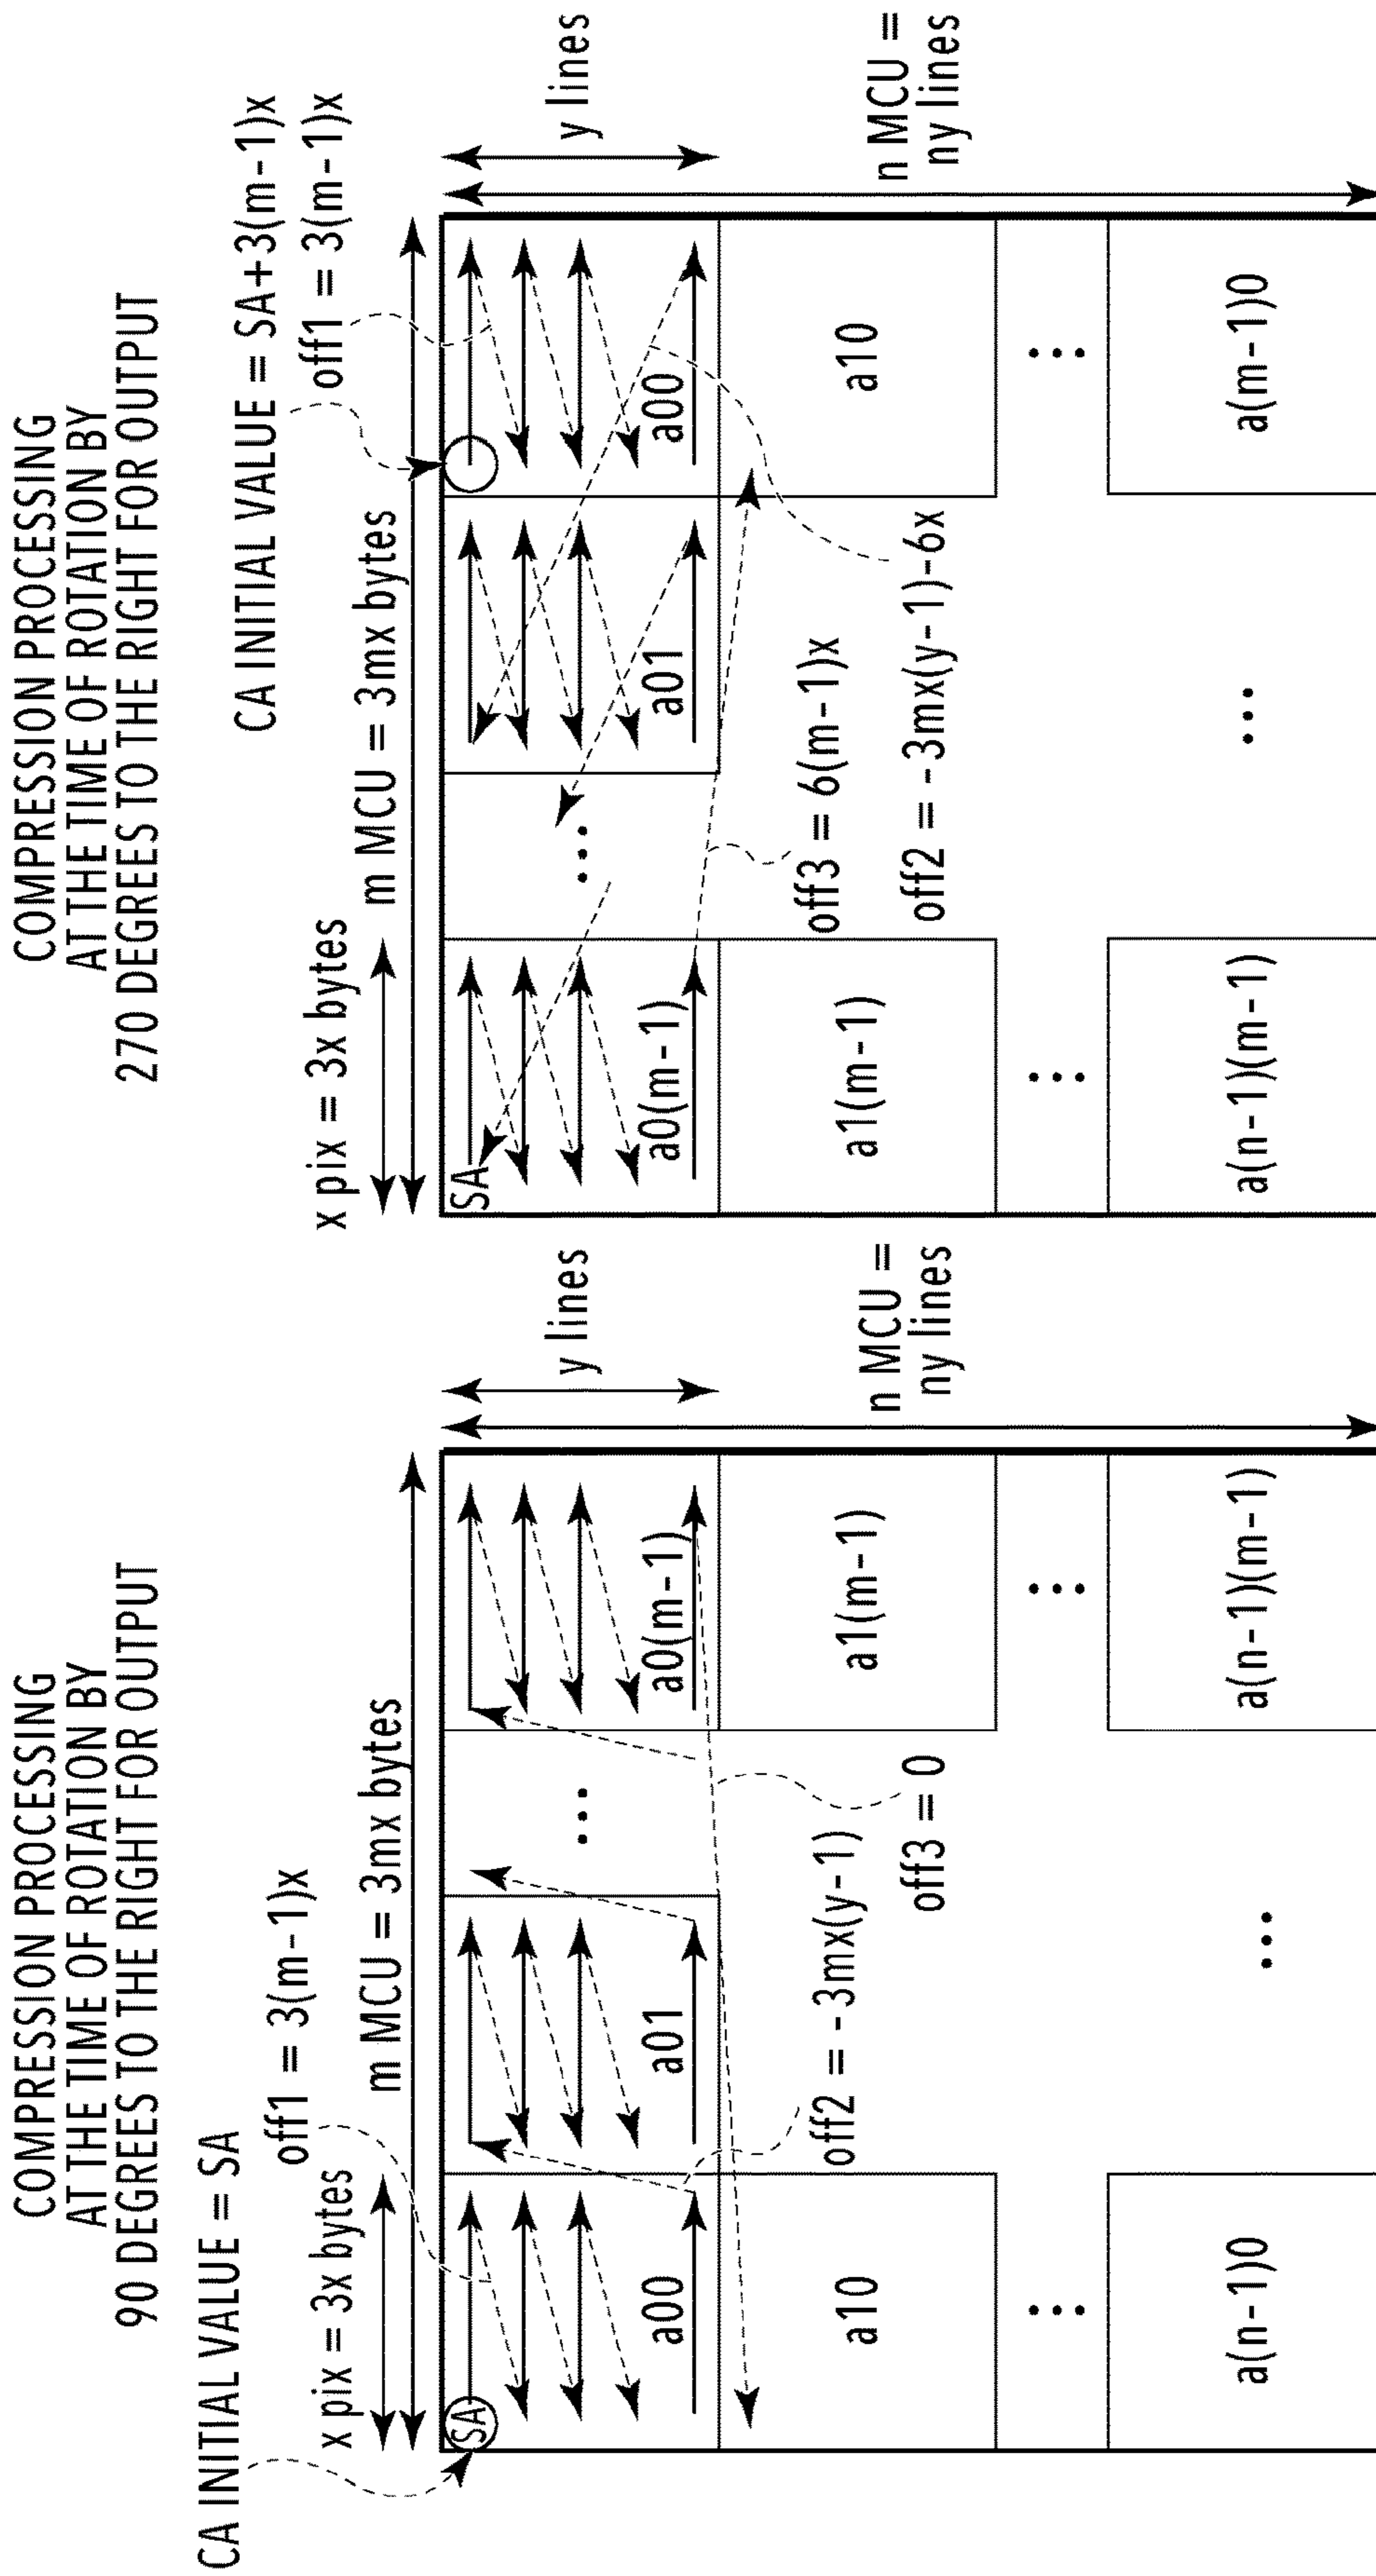 COMPRESSION PROCESSING
AT THE TIME OF ROTATION BY
90 DEGREES TO THE RIGHT FOR OUTPUT
CA INITIAL VALUE = SA
off1 = 3(m-1)x
x pix = 3x bytes
m MCU = 3mx bytes
SA
a00
a01
...
a0(m-1)
y lines
a10
a1(m-1)
n MCU =
ny lines
off2 = -3mx(y-1)
off3 = 0
...
...
...
a(n-1)0
a(n-1)(m-1)
COMPRESSION PROCESSING
AT THE TIME OF ROTATION BY
270 DEGREES TO THE RIGHT FOR OUTPUT
CA INITIAL VALUE = SA+3(m-1)x
off1 = 3(m-1)x
x pix = 3x bytes
m MCU = 3mx bytes
SA
a0(m-1)
...
a01
a00
y lines
a1(m-1)
a10
n MCU =
ny lines
off3 = 6(m-1)x
off2 = -3mx(y-1)-6x
...
...
...
a(n-1)(m-1)
a(m-1)0